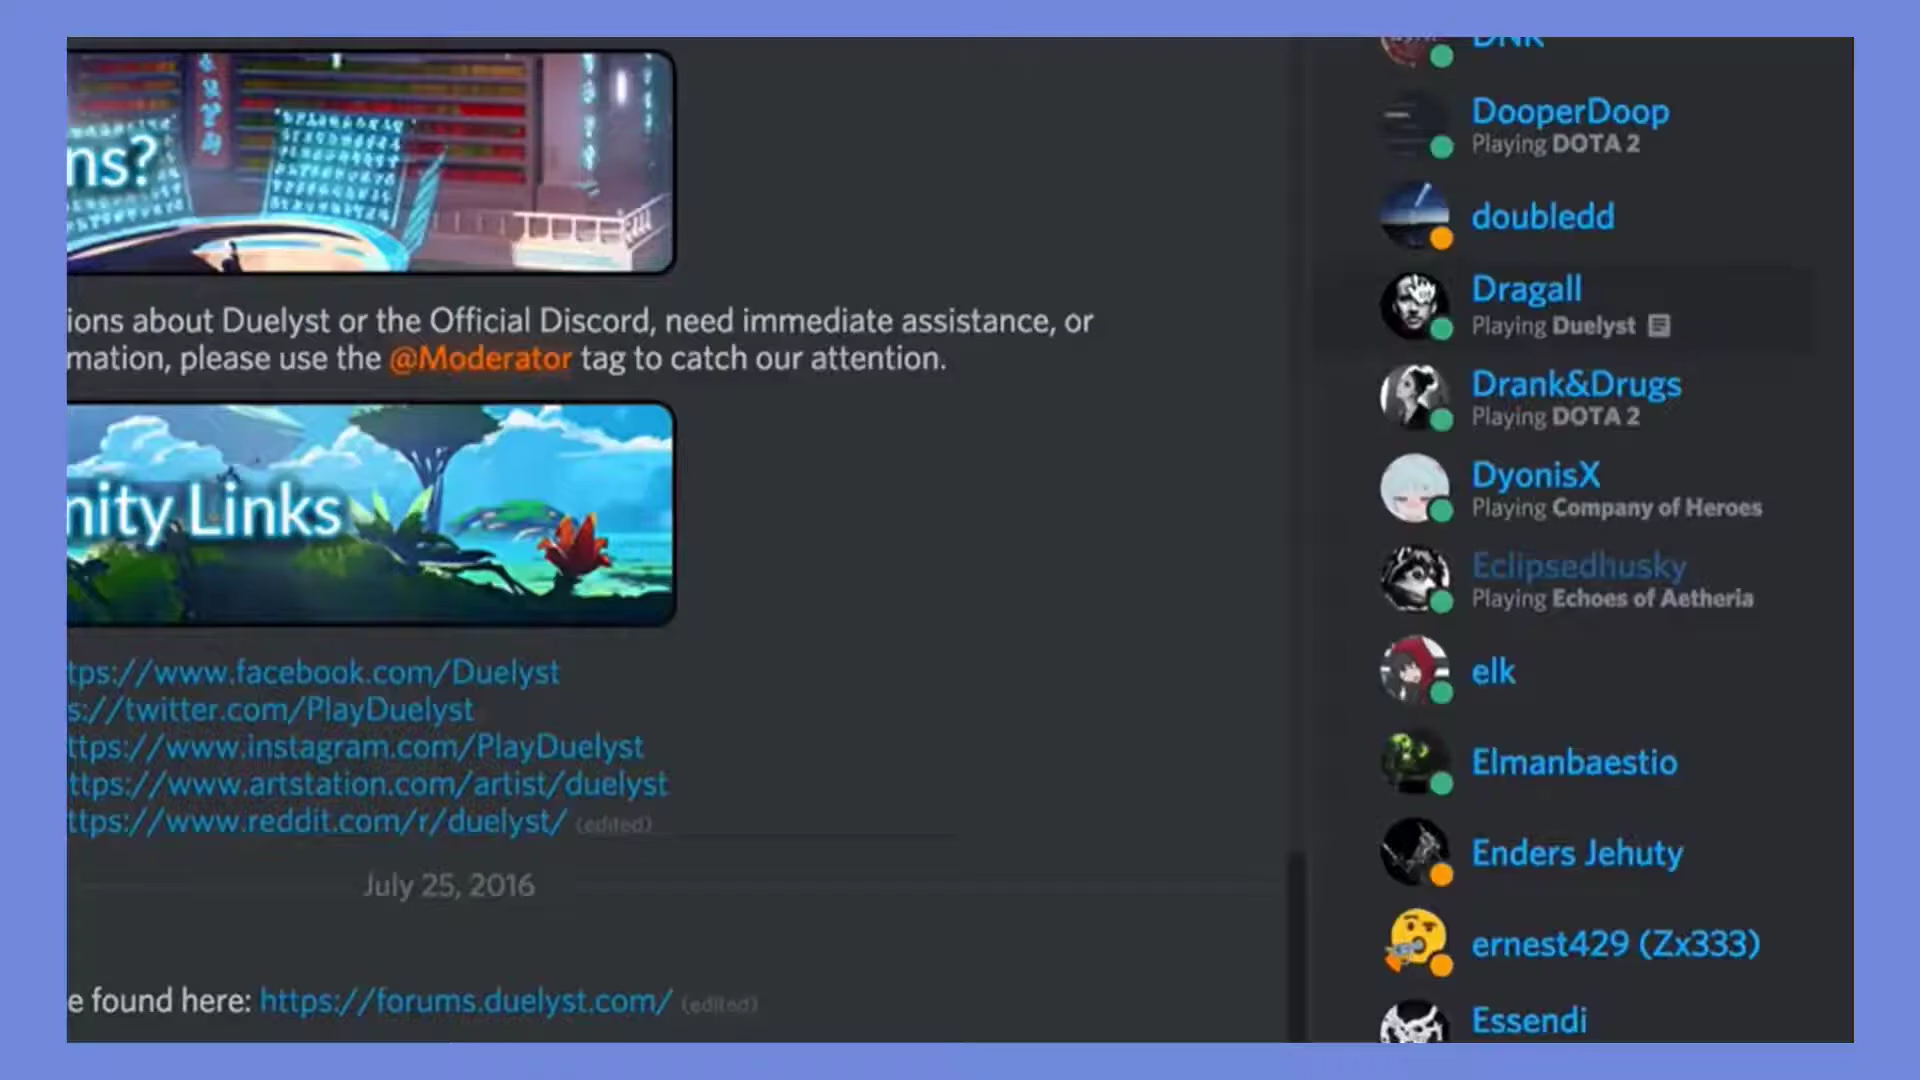 ns?
ions about Duelyst or the Official Discord, need immediate assistance, or
mation, please use the @Moderator tag to catch our attention.
nity Links
tps://www.facebook.com/Duelyst
s://twitter.com/PlayDuelyst
ttps://www.instagram.com/PlayDuelyst
ttps://www.artstation.com/artist/duelyst
ttps://www.reddit.com/r/duelyst/ (edited)
July 25, 2016
e found here: https://forums.duelyst.com/ (edited)
DNK
DooperDoop
Playing DOTA 2
doubledd
Dragall
Playing Duelyst
Drank&Drugs
Playing DOTA 2
DyonisX
Playing Company of Heroes
Eclipsedhusky
Playing Echoes of Aetheria
elk
Elmanbaestio
Enders Jehuty
ernest429 (Zx333)
Essendi